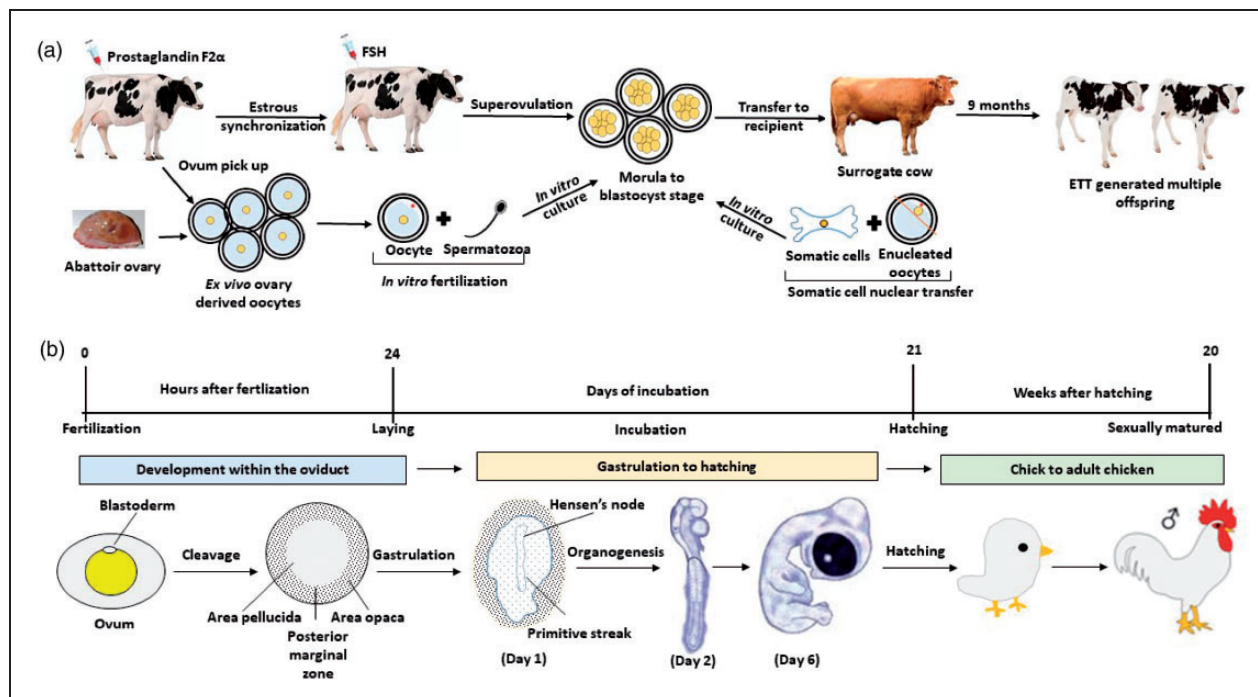 (a)
Prostaglandin F2α
FSH
Estrous
synchronization
Superovulation
Transfer to
recipient
9 months
Ovum pick up
Morula to
blastocyst stage
Surrogate cow
ETT generated multiple
offspring
In vitro
culture
In vitro
culture
Abattoir ovary
Oocyte
Spermatozoa
Somatic cells
Enucleated
oocytes
Ex vivo ovary
derived oocytes
In vitro fertilization
Somatic cell nuclear transfer
(b)
0
24
21
20
Hours after fertlization
Days of incubation
Weeks after hatching
Fertilization
Laying
Incubation
Hatching
Sexually matured
Development within the oviduct
Gastrulation to hatching
Chick to adult chicken
Blastoderm
Hensen's node
♂
Cleavage
Gastrulation
Organogenesis
Hatching
Area pellucida
Area opaca
Ovum
Posterior
marginal
zone
Primitive streak
(Day 1)
(Day 2)
(Day 6)